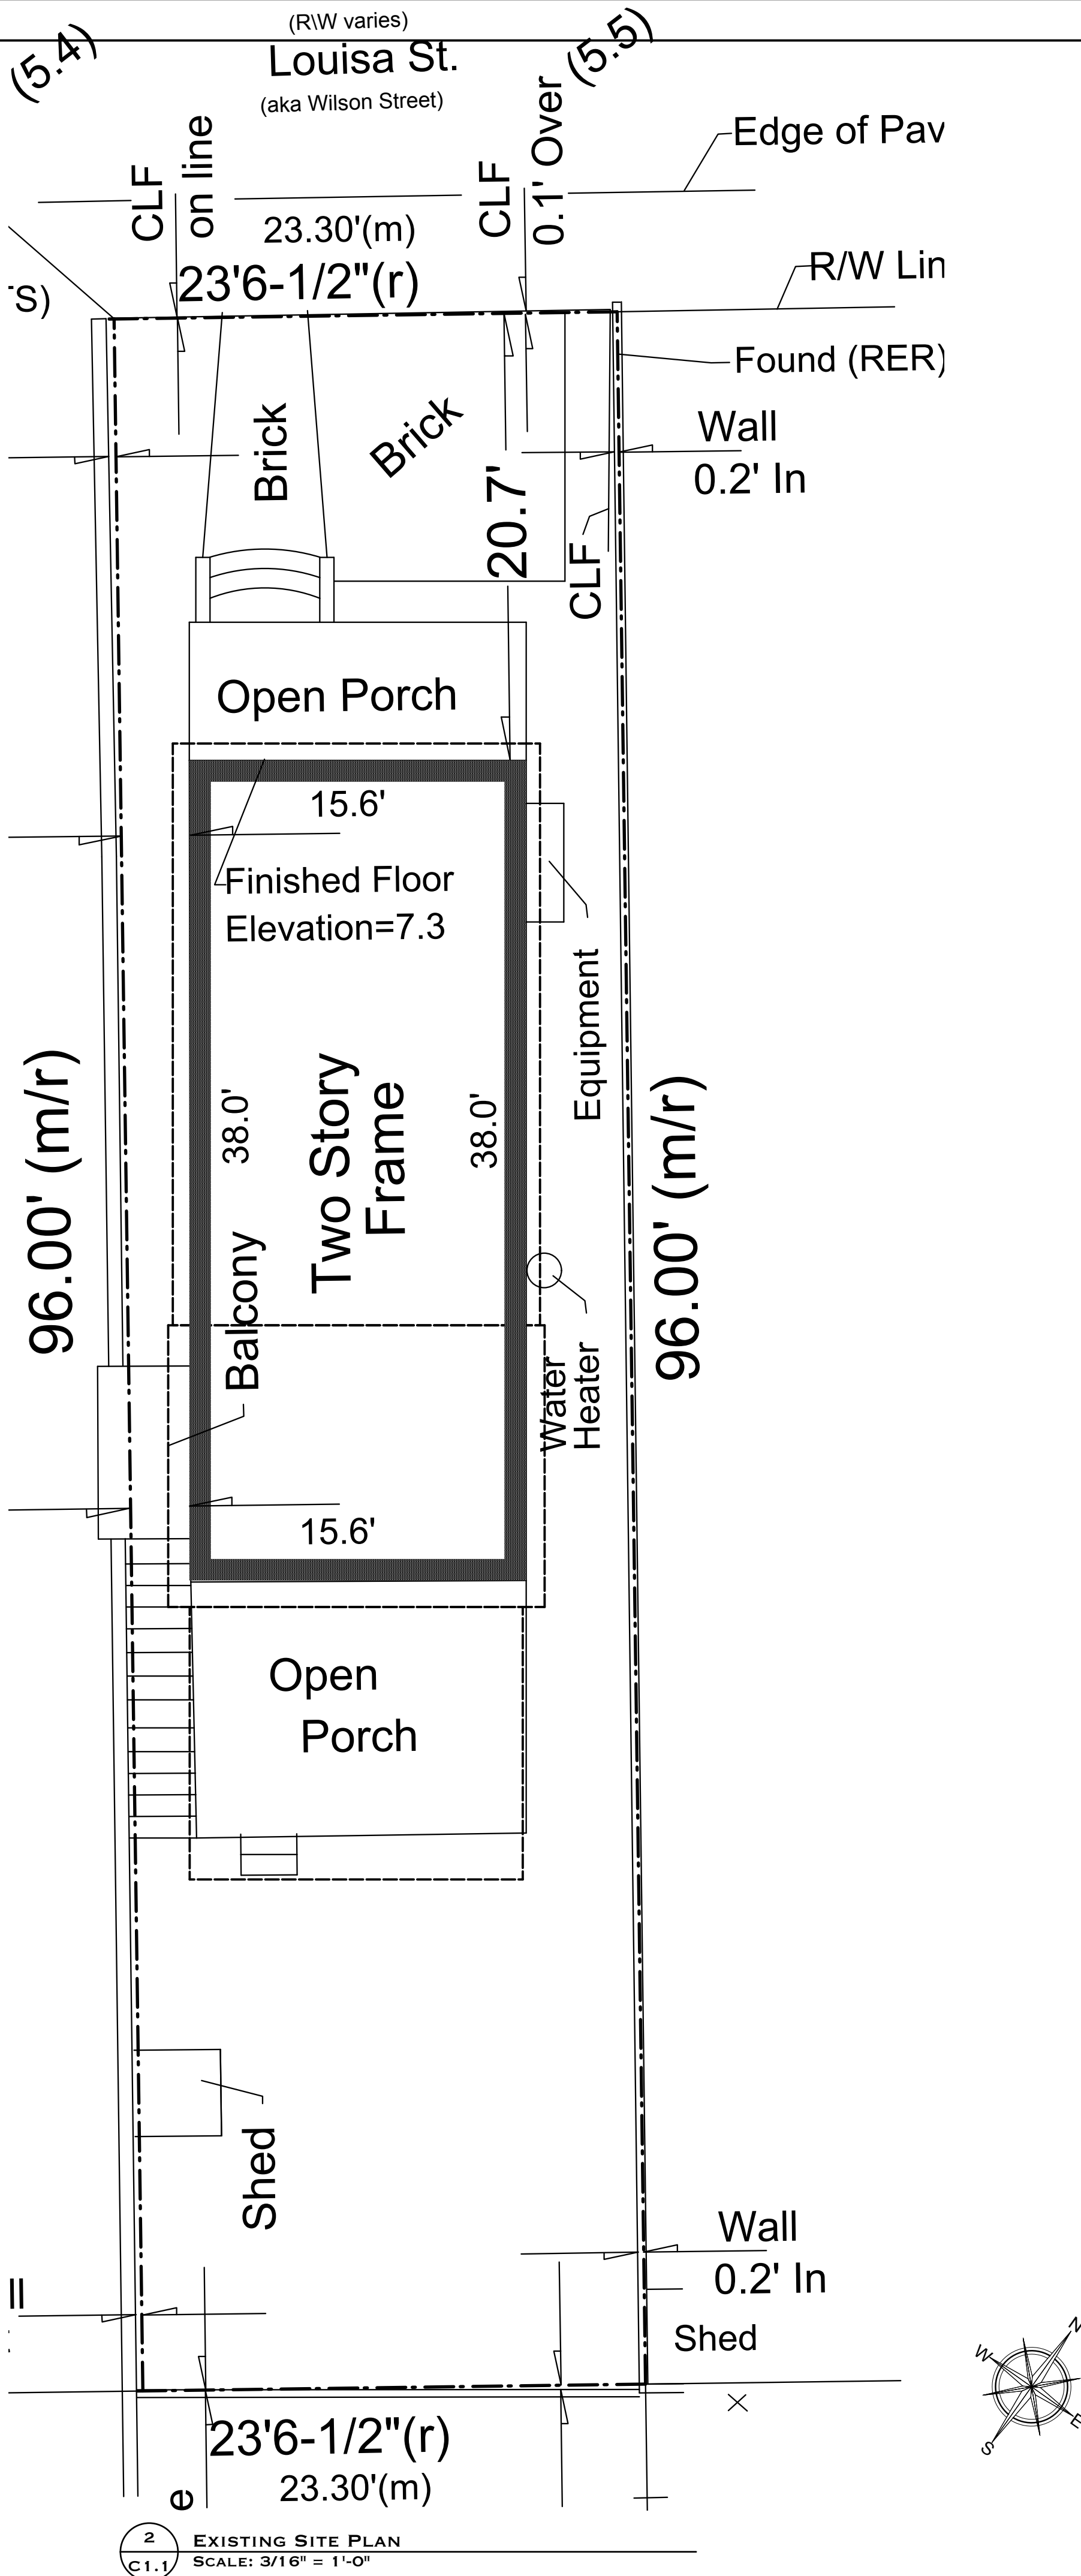 (R\W varies)
Louisa St.
(aka Wilson Street)
(5.4)
(5.5)
CLF
on line
CLF
0.1' Over
Edge of Pav
23.30'(m)
23'6-1/2"(r)
R/W Lin
S)
Found (RER)
Wall
0.2' In
Brick
Brick
20.7'
CLF
Open Porch
15.6'
Finished Floor
Elevation=7.3
Equipment
96.00' (m/r)
38.0'
Two Story
Frame
38.0'
96.00' (m/r)
Balcony
Water
Heater
15.6'
Open
Porch
Shed
Wall
0.2' In
ll
Shed
N
W
E
S
23'6-1/2"(r)
23.30'(m)
e
2
C1.1
EXISTING SITE PLAN
SCALE: 3/16" = 1'-0"